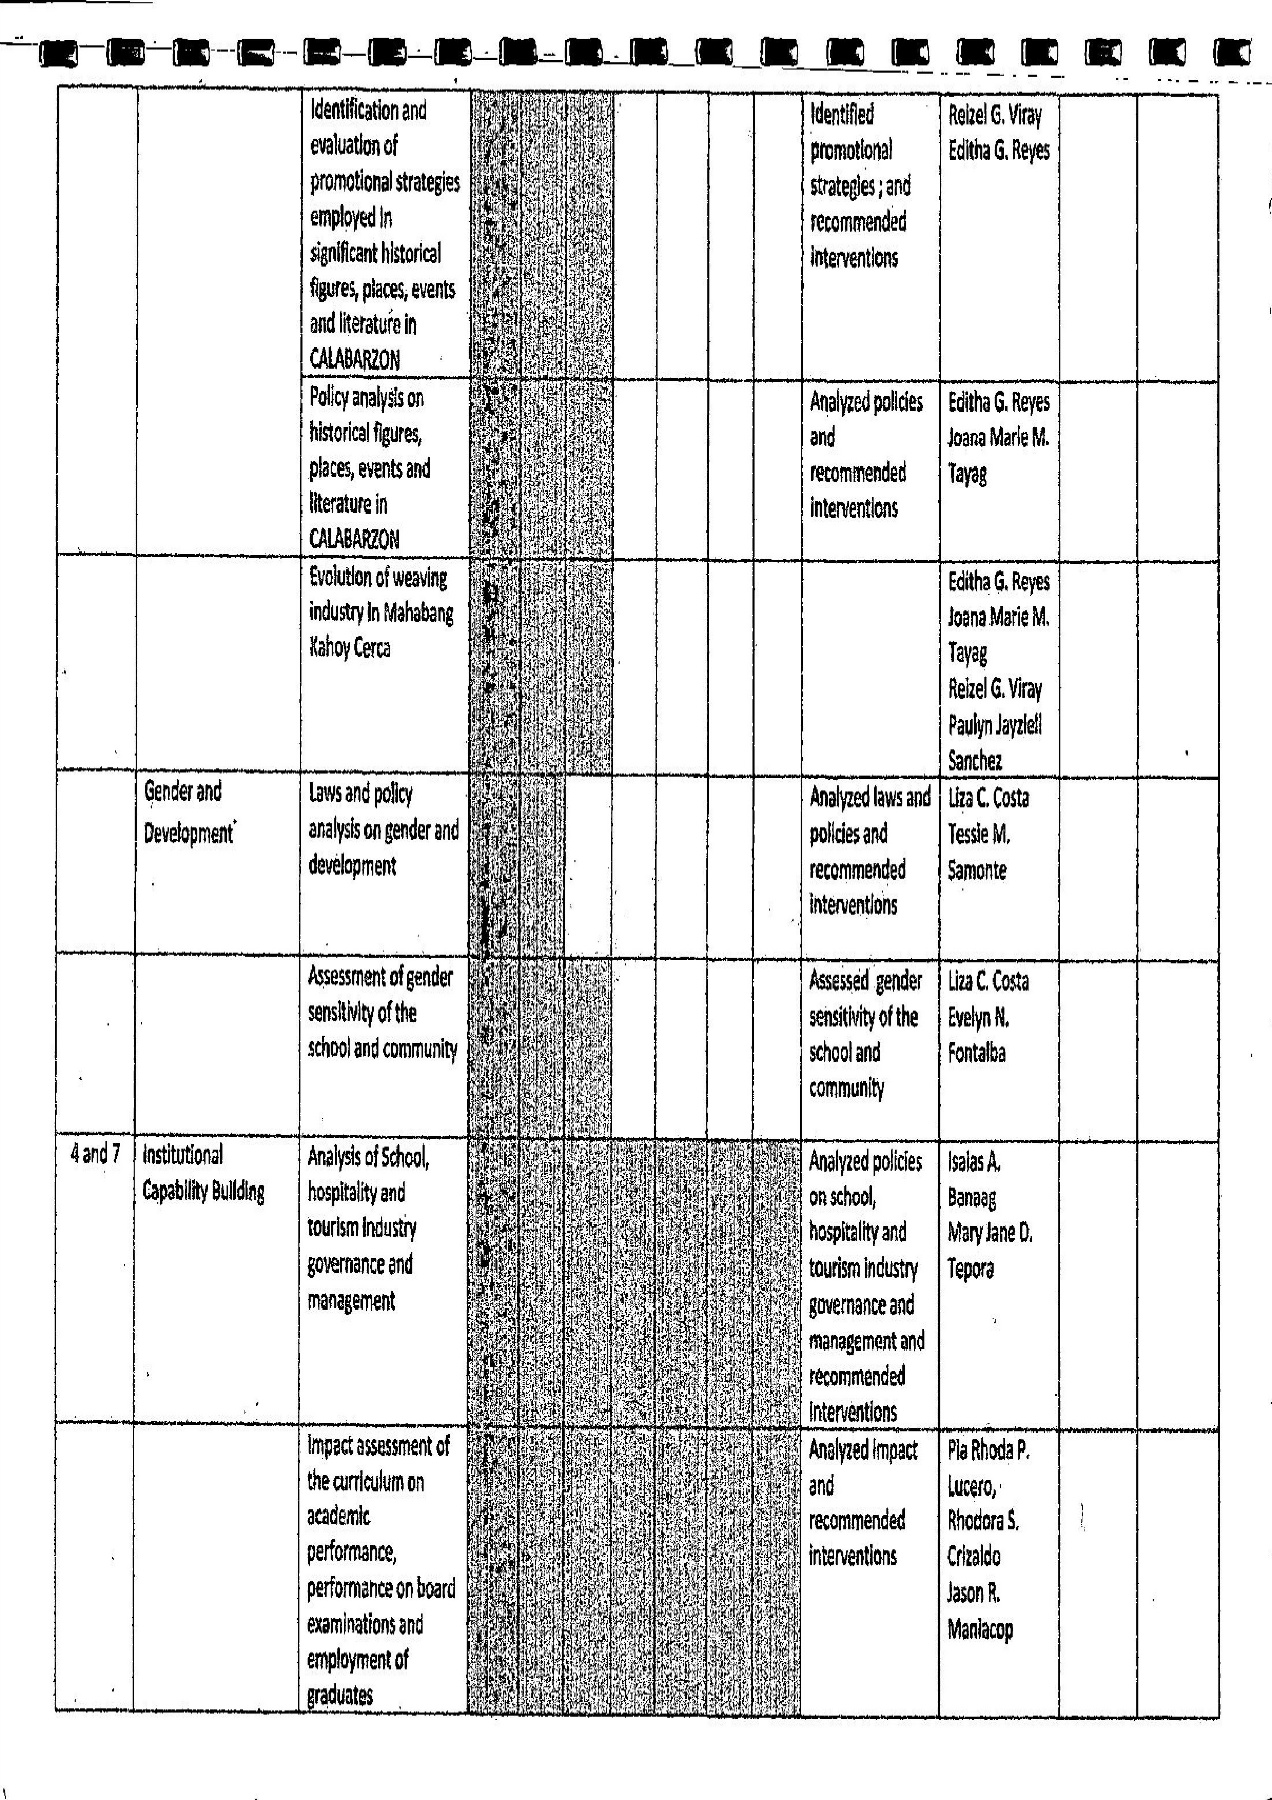 Identification and
evaluation of
promotional strategies
employed in
significant historical
figures, places, events
and literature in
CALABARZON
Identified
promotional
strategies ; and
recommended
interventions
Reizel G. Viray
Editha G. Reyes
Policy analysis on
historical figures,
places, events and
literature in
CALABARZON
Analyzed policies
and
recommended
interventions
Editha G. Reyes
Joana Marie M.
Tayag
Evolution of weaving
industry in Mahabang
Kahoy Cerca
Editha G. Reyes
Joana Marie M.
Tayag
Reizel G. Viray
Paulyn Jayziell
Sanchez
Gender and
Development
Laws and policy
analysis on gender and
development
Analyzed laws and
policies and
recommended
interventions
Liza C. Costa
Tessie M.
Samonte
Assessment of gender
sensitivity of the
school and community
Assessed gender
sensitivity of the
school and
community
Liza C. Costa
Evelyn N.
Fontalba
4 and 7
Institutional
Capability Building
Analysis of School,
hospitality and
tourism industry
governance and
management
Analyzed policies
on school,
hospitality and
tourism industry
governance and
management and
recommended
interventions
Isaias A.
Banaag
Mary Jane D.
Tepora
Impact assessment of
the curriculum on
academic
performance,
performance on board
examinations and
employment of
graduates
Analyzed impact
and
recommended
interventions
Pia Rhoda P.
Lucero,
Rhodora S.
Crizaldo
Jason R.
Maniacop